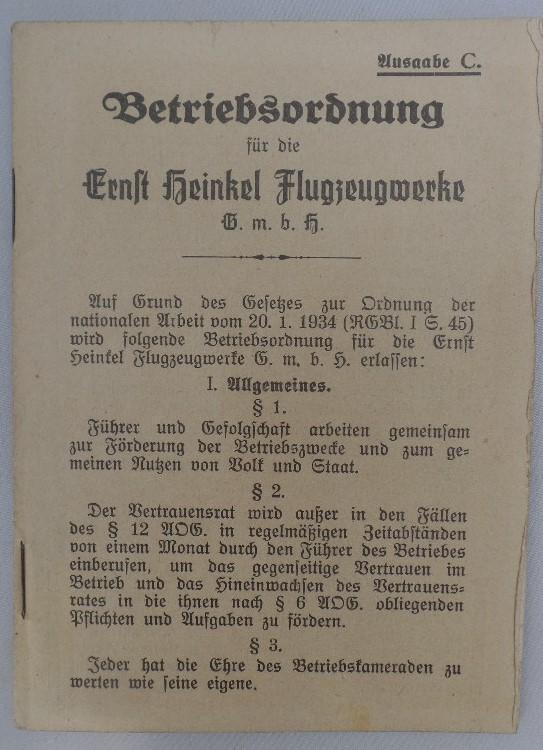 Ausgabe C.
Betriebsordnung
für die
Ernst Heinkel Flugzeugwerke
G. m. b. H.
Auf Grund des Gesetzes zur Ordnung der
nationalen Arbeit vom 20. 1. 1934 (RGBl. I S. 45)
wird folgende Betriebsordnung für die Ernst
Heinkel Flugzeugwerke G. m. b. H. erlassen:
I. Allgemeines.
§ 1.
Führer und Gefolgschaft arbeiten gemeinsam
zur Förderung der Betriebszwecke und zum ge-
meinen Nutzen von Volk und Staat.
§ 2.
Der Vertrauensrat wird außer in den Fällen
des § 12 AOG. in regelmäßigen Zeitabständen
von einem Monat durch den Führer des Betriebes
einberufen, um das gegenseitige Vertrauen im
Betrieb und das Hineinwachsen des Vertrauens-
rates in die ihnen nach § 6 AOG. obliegenden
Pflichten und Aufgaben zu fördern.
§ 3.
Jeder hat die Ehre des Betriebskameraden zu
werten wie seine eigene.